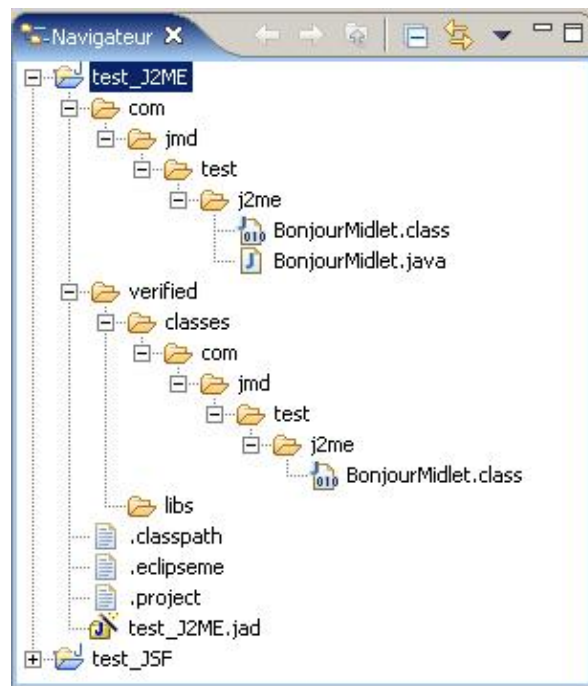 Navigateur
test_J2ME
com
jmd
test
j2me
BonjourMidlet.class
BonjourMidlet.java
verified
classes
com
jmd
test
j2me
BonjourMidlet.class
libs
.classpath
.eclipseme
.project
test_J2ME.jad
test_JSF